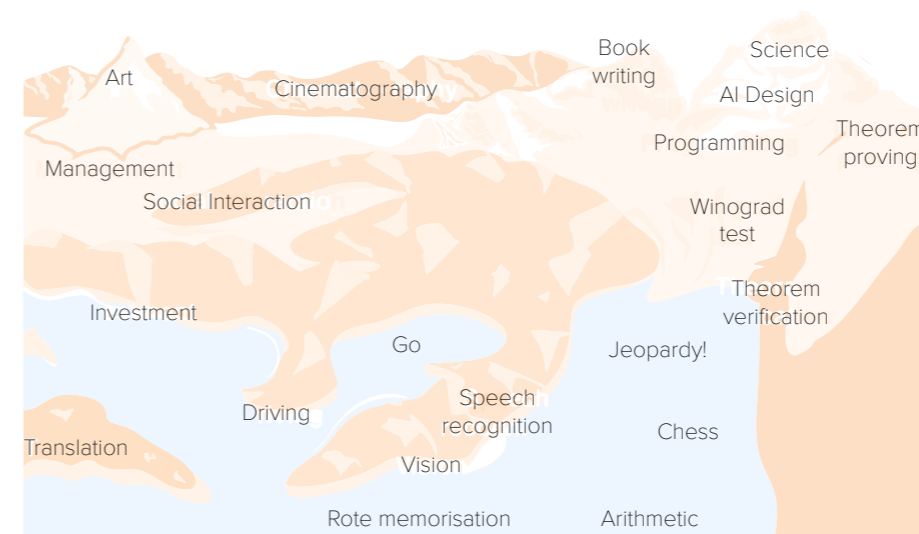 Book
writing
Science
Art
Cinematography
AI Design
Programming
Theorem
proving
Management
Social Interaction
Winograd
test
Theorem
verification
Investment
Go
Jeopardy!
Driving
Speech
recognition
Chess
Translation
Vision
Rote memorisation
Arithmetic